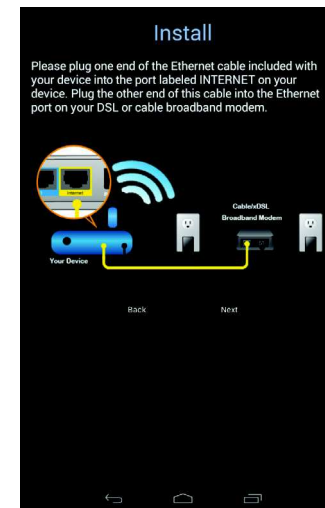 Install
Please plug one end of the Ethernet cable included with
your device into the port labeled INTERNET on your
device. Plug the other end of this cable into the Ethernet
port on your DSL or cable broadband modem.
Internet
Cable/xDSL
Broadband Modem
Your Device
Back Next